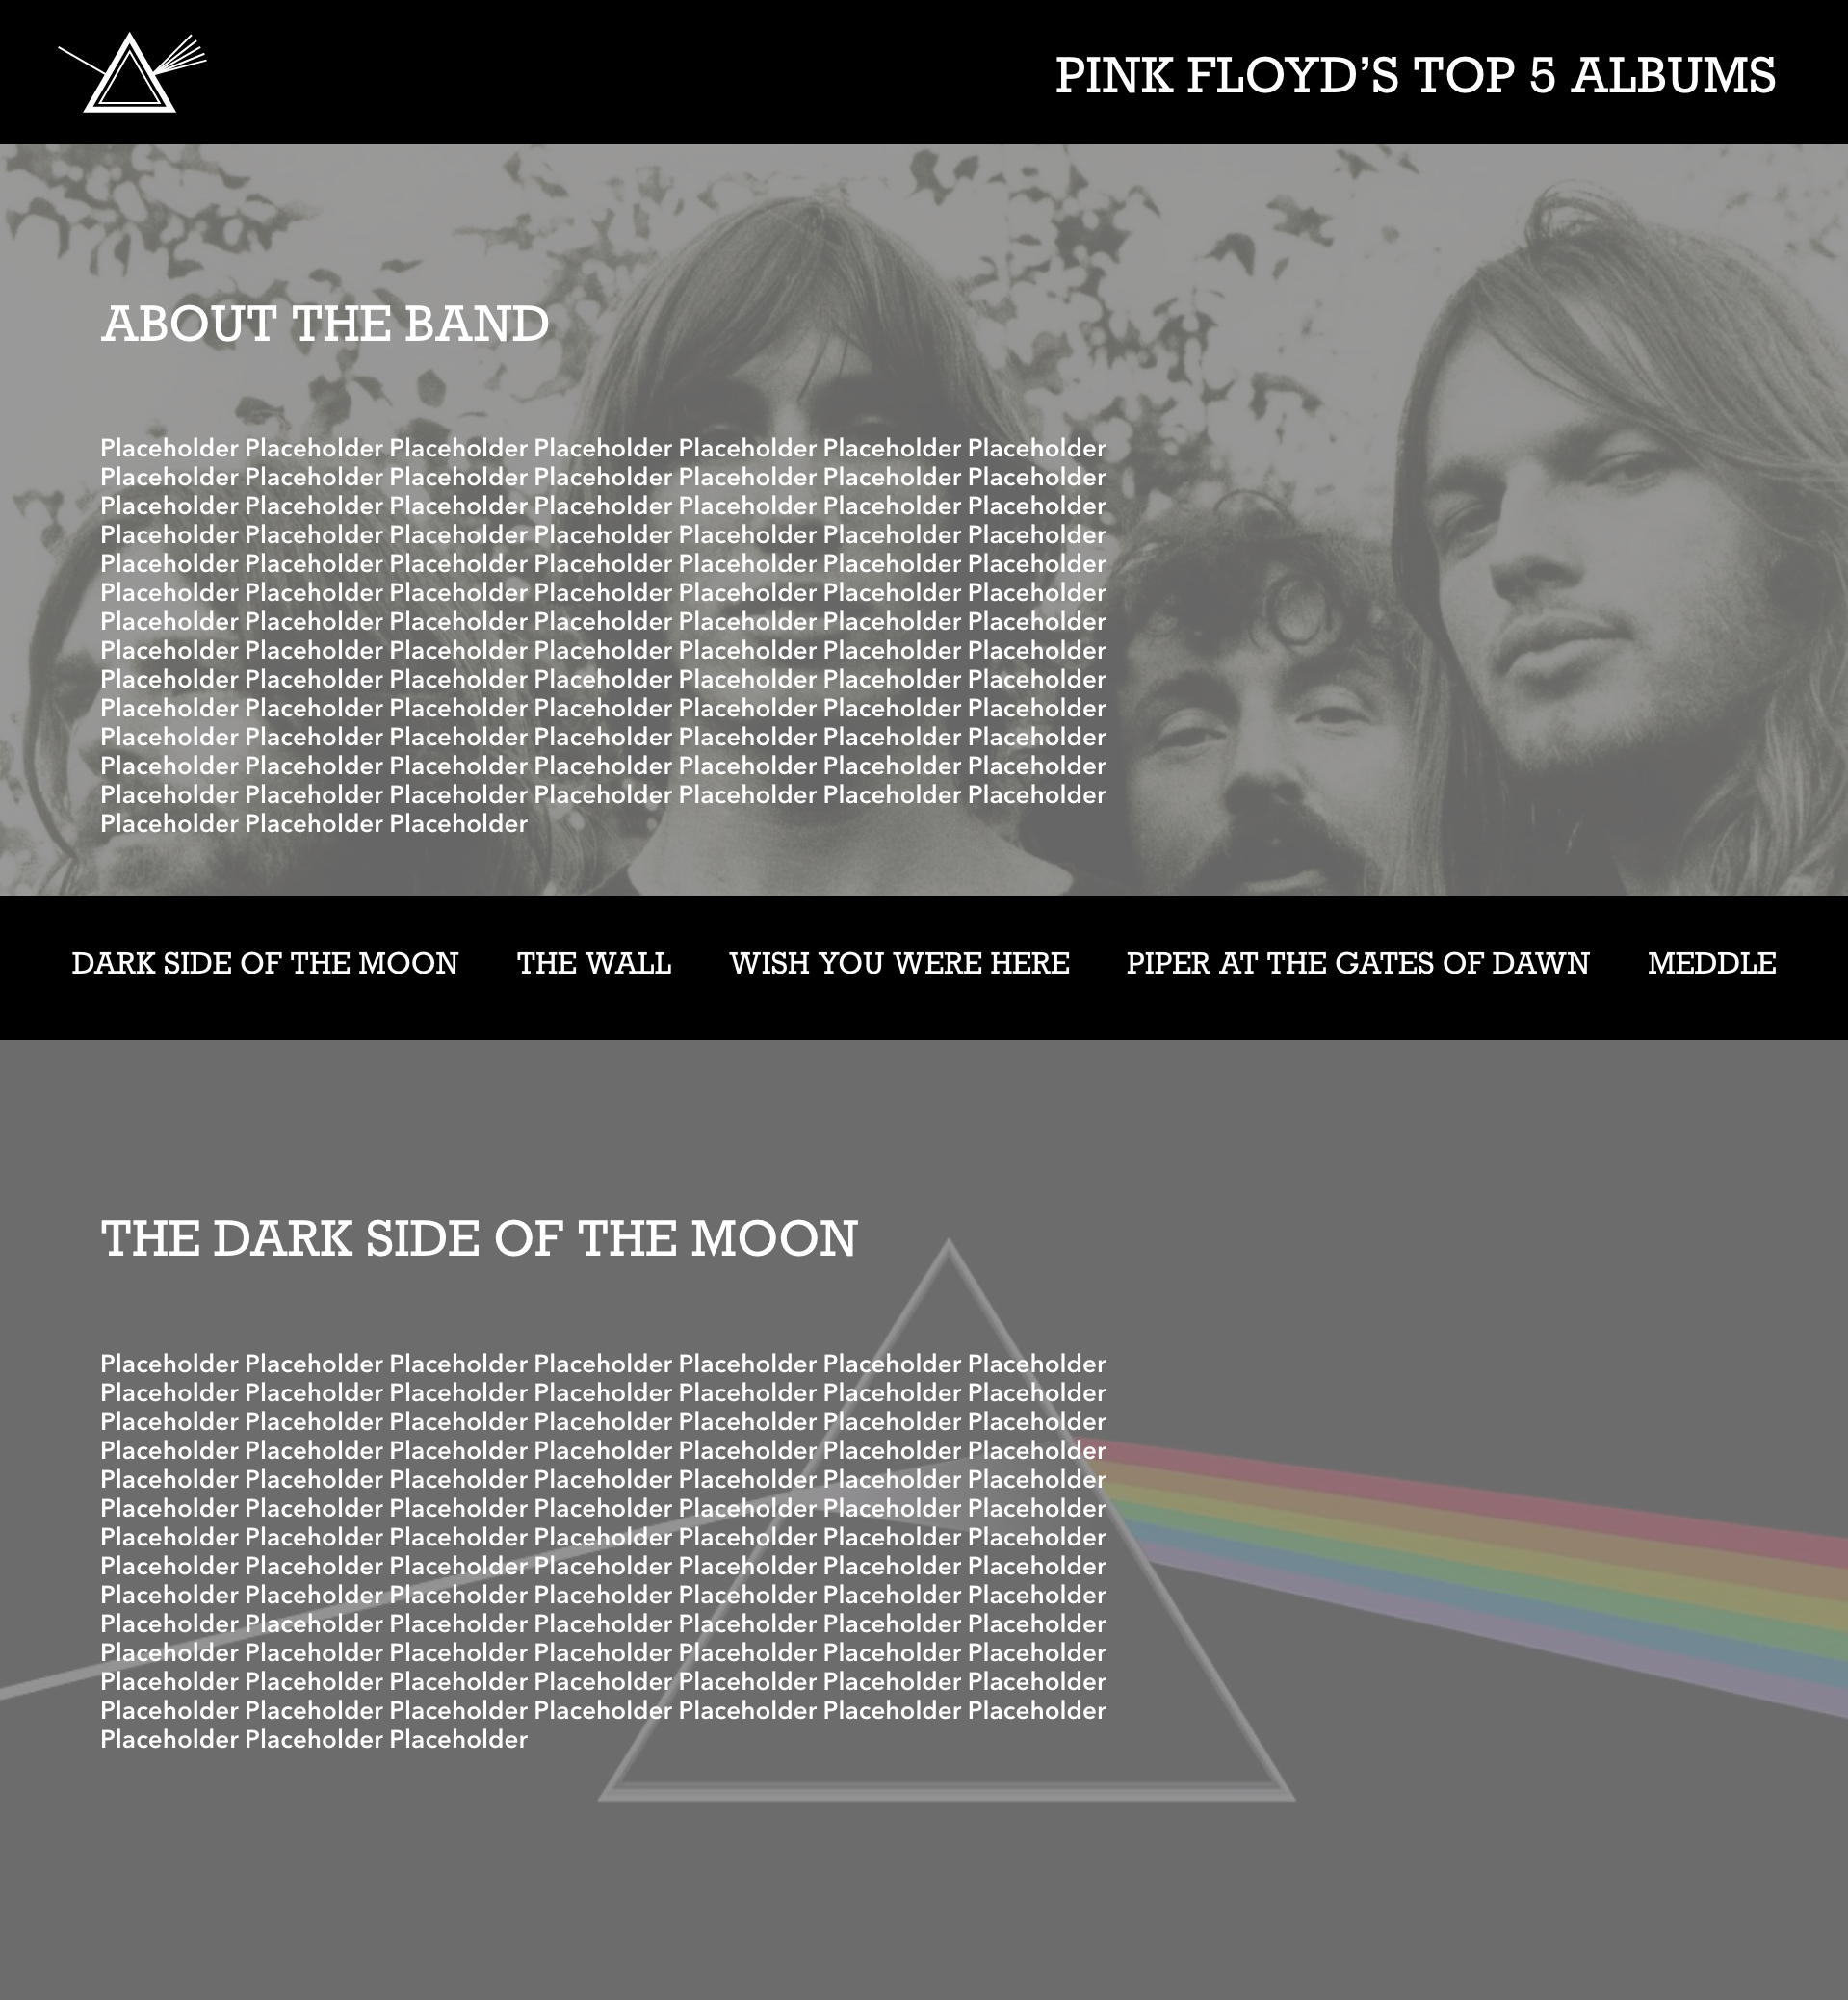 PINK FLOYD’S TOP 5 ALBUMS
ABOUT THE BAND
Placeholder Placeholder Placeholder Placeholder Placeholder Placeholder Placeholder
Placeholder Placeholder Placeholder Placeholder Placeholder Placeholder Placeholder
Placeholder Placeholder Placeholder Placeholder Placeholder Placeholder Placeholder
Placeholder Placeholder Placeholder Placeholder Placeholder Placeholder Placeholder
Placeholder Placeholder Placeholder Placeholder Placeholder Placeholder Placeholder
Placeholder Placeholder Placeholder Placeholder Placeholder Placeholder Placeholder
Placeholder Placeholder Placeholder Placeholder Placeholder Placeholder Placeholder
Placeholder Placeholder Placeholder Placeholder Placeholder Placeholder Placeholder
Placeholder Placeholder Placeholder Placeholder Placeholder Placeholder Placeholder
Placeholder Placeholder Placeholder Placeholder Placeholder Placeholder Placeholder
Placeholder Placeholder Placeholder Placeholder Placeholder Placeholder Placeholder
Placeholder Placeholder Placeholder Placeholder Placeholder Placeholder Placeholder
Placeholder Placeholder Placeholder Placeholder Placeholder Placeholder Placeholder
Placeholder Placeholder Placeholder
DARK SIDE OF THE MOON THE WALL WISH YOU WERE HERE PIPER AT THE GATES OF DAWN MEDDLE
THE DARK SIDE OF THE MOON
Placeholder Placeholder Placeholder Placeholder Placeholder Placeholder Placeholder
Placeholder Placeholder Placeholder Placeholder Placeholder Placeholder Placeholder
Placeholder Placeholder Placeholder Placeholder Placeholder Placeholder Placeholder
Placeholder Placeholder Placeholder Placeholder Placeholder Placeholder Placeholder
Placeholder Placeholder Placeholder Placeholder Placeholder Placeholder Placeholder
Placeholder Placeholder Placeholder Placeholder Placeholder Placeholder Placeholder
Placeholder Placeholder Placeholder Placeholder Placeholder Placeholder Placeholder
Placeholder Placeholder Placeholder Placeholder Placeholder Placeholder Placeholder
Placeholder Placeholder Placeholder Placeholder Placeholder Placeholder Placeholder
Placeholder Placeholder Placeholder Placeholder Placeholder Placeholder Placeholder
Placeholder Placeholder Placeholder Placeholder Placeholder Placeholder Placeholder
Placeholder Placeholder Placeholder Placeholder Placeholder Placeholder Placeholder
Placeholder Placeholder Placeholder Placeholder Placeholder Placeholder Placeholder
Placeholder Placeholder Placeholder